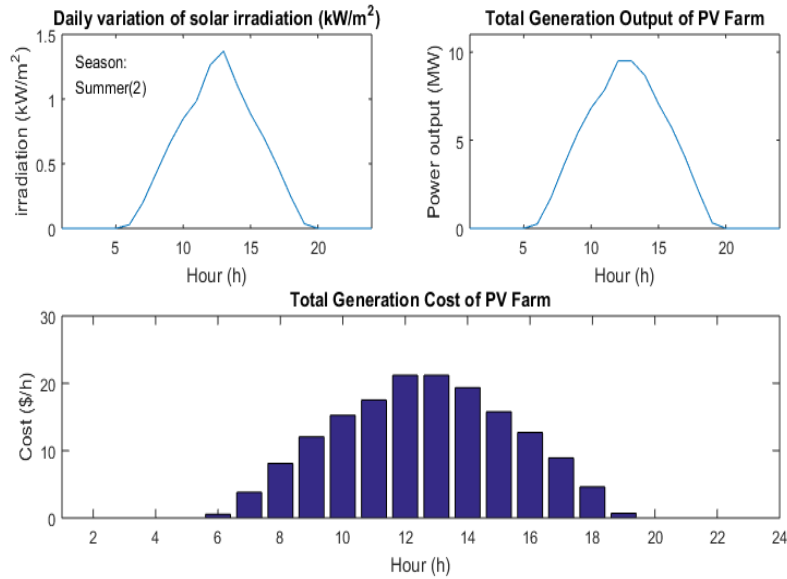 Daily variation of solar irradiation (kW/m²)
1.5
1
0.5
0
irradiation (kW/m²)
Season:
Summer(2)
5 10 15 20
Hour (h)
Total Generation Output of PV Farm
10
5
0
Power output (MW)
5 10 15 20
Hour (h)
Total Generation Cost of PV Farm
30
20
10
0
Cost ($/h)
2 4 6 8 10 12 14 16 18 20 22 24
Hour (h)